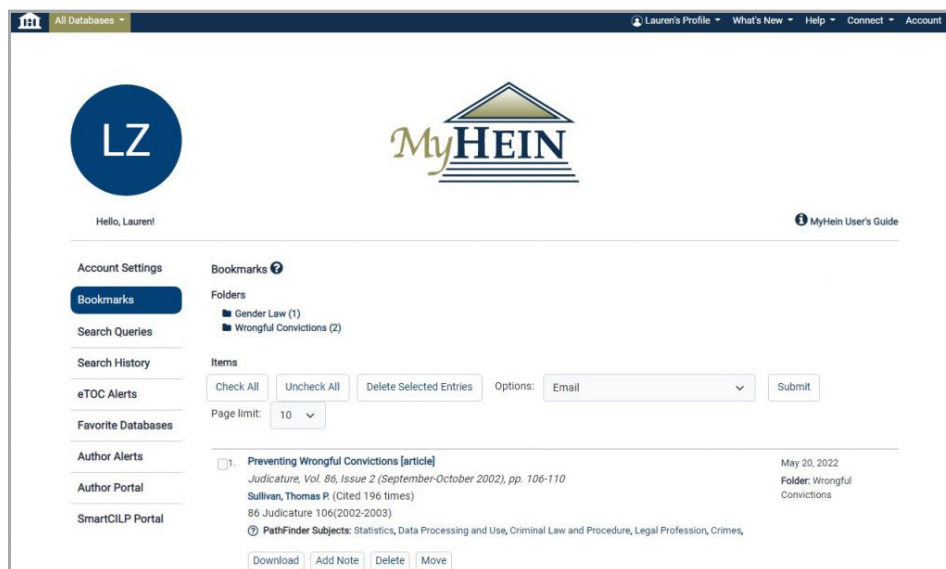 All Databases
Lauren's Profile What's New Help Connect Account
LZ
MyHEIN
Hello, Lauren!
MyHein User's Guide
Account Settings
Bookmarks
Search Queries
Search History
eTOC Alerts
Favorite Databases
Author Alerts
Author Portal
SmartCILP Portal
Bookmarks
Folders
Gender Law (1)
Wrongful Convictions (2)
Items
Check All Uncheck All Delete Selected Entries Options: Email Submit
Page limit: 10
1. Preventing Wrongful Convictions [article]
Judicature, Vol. 86, Issue 2 (September-October 2002), pp. 106-110
Sullivan, Thomas P. (Cited 196 times)
86 Judicature 106(2002-2003)
PathFinder Subjects: Statistics, Data Processing and Use, Criminal Law and Procedure, Legal Profession, Crimes,
Download Add Note Delete Move
May 20, 2022
Folder: Wrongful
Convictions